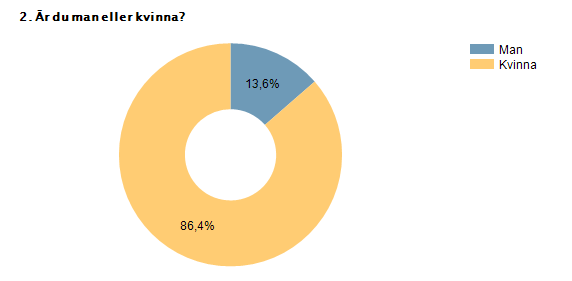 2. Är du man eller kvinna?
Man
Kvinna
13,6%
86,4%